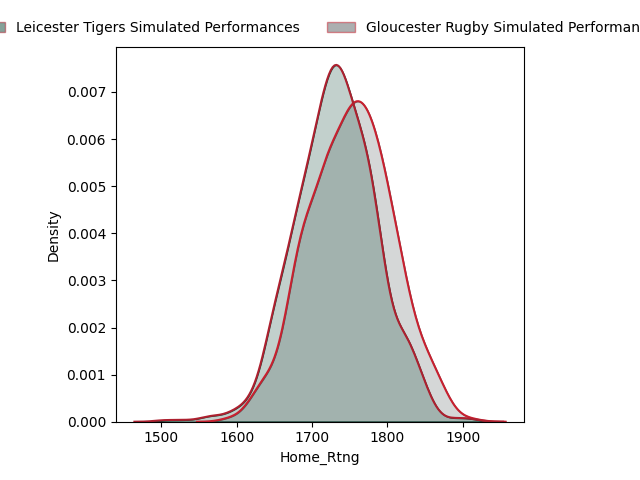 Leicester Tigers Simulated Performances
Gloucester Rugby Simulated Performan
0.007
0.006
0.005
0.004
0.003
0.002
0.001
0.000
Density
1500 1600 1700 1800 1900
Home_Rtng